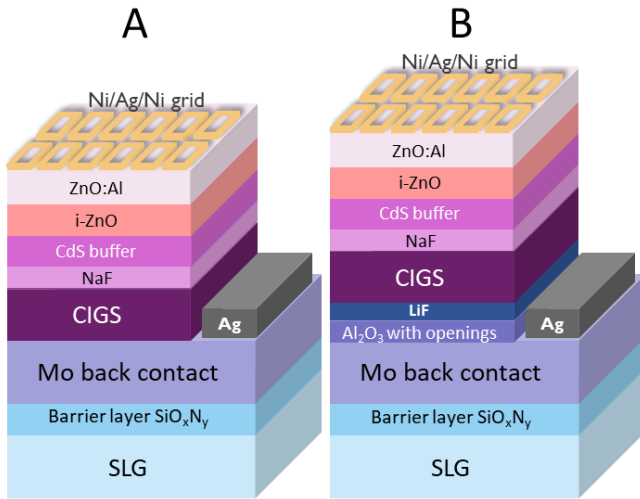 A
Ni/Ag/Ni grid
ZnO:Al
i-ZnO
CdS buffer
NaF
CIGS
Ag
Mo back contact
Barrier layer SiOₓNᵧ
SLG
B
Ni/Ag/Ni grid
ZnO:Al
i-ZnO
CdS buffer
NaF
CIGS
LiF
Al₂O₃ with openings
Ag
Mo back contact
Barrier layer SiOₓNᵧ
SLG